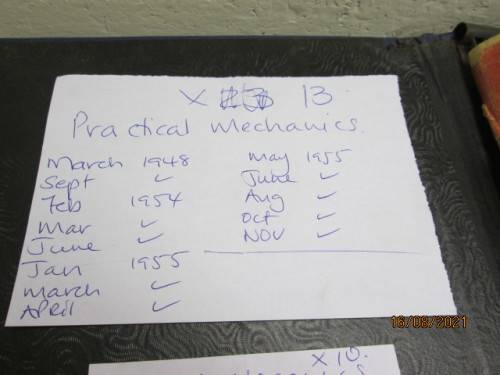 X 13
Practical Mechanics.
March 1948
Sept ✓
Feb 1954
Mar ✓
June ✓
Jan 1955
March ✓
April ✓
May 1955
June ✓
Aug ✓
Oct ✓
Nov ✓
16/08/2021
X 10.